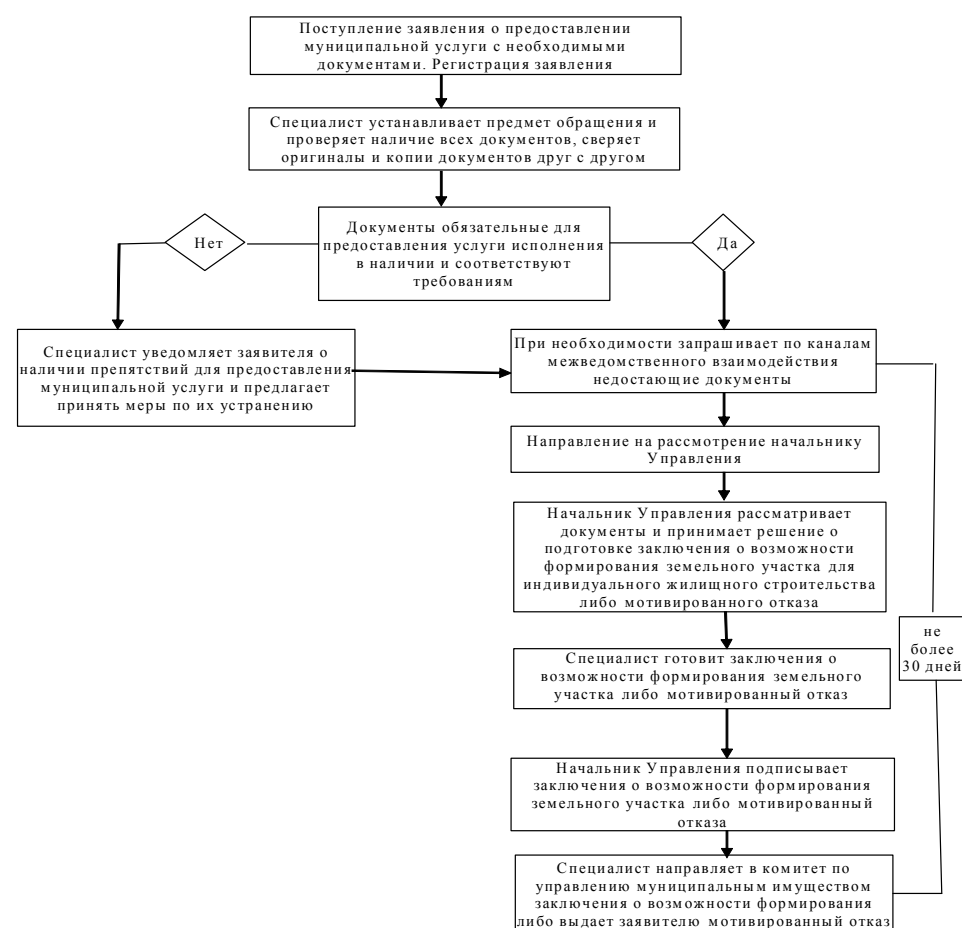 Поступление заявления о предоставлении
муниципальной услуги с необходимыми
документами. Регистрация заявления
Специалист устанавливает предмет обращения и
проверяет наличие всех документов, сверяет
оригиналы и копии документов друг с другом
Нет
Документы обязательные для
предоставления услуги исполнения
в наличии и соответствуют
требованиям
Да
Специалист уведомляет заявителя о
наличии препятствий для предоставления
муниципальной услуги и предлагает
принять меры по их устранению
При необходимости запрашивает по каналам
межведомственного взаимодействия
недостающие документы
Направление на рассмотрение начальнику
Управления
Начальник Управления рассматривает
документы и принимает решение о
подготовке заключения о возможности
формирования земельного участка для
индивидуального жилищного строительства
либо мотивированного отказа
не
более
30 дней
Специалист готовит заключения о
возможности формирования земельного
участка либо мотивированный отказ
Начальник Управления подписывает
заключения о возможности формирования
земельного участка либо мотивированный
отказа
Специалист направляет в комитет по
управлению муниципальным имуществом
заключения о возможности формирования
либо выдает заявителю мотивированный отказ